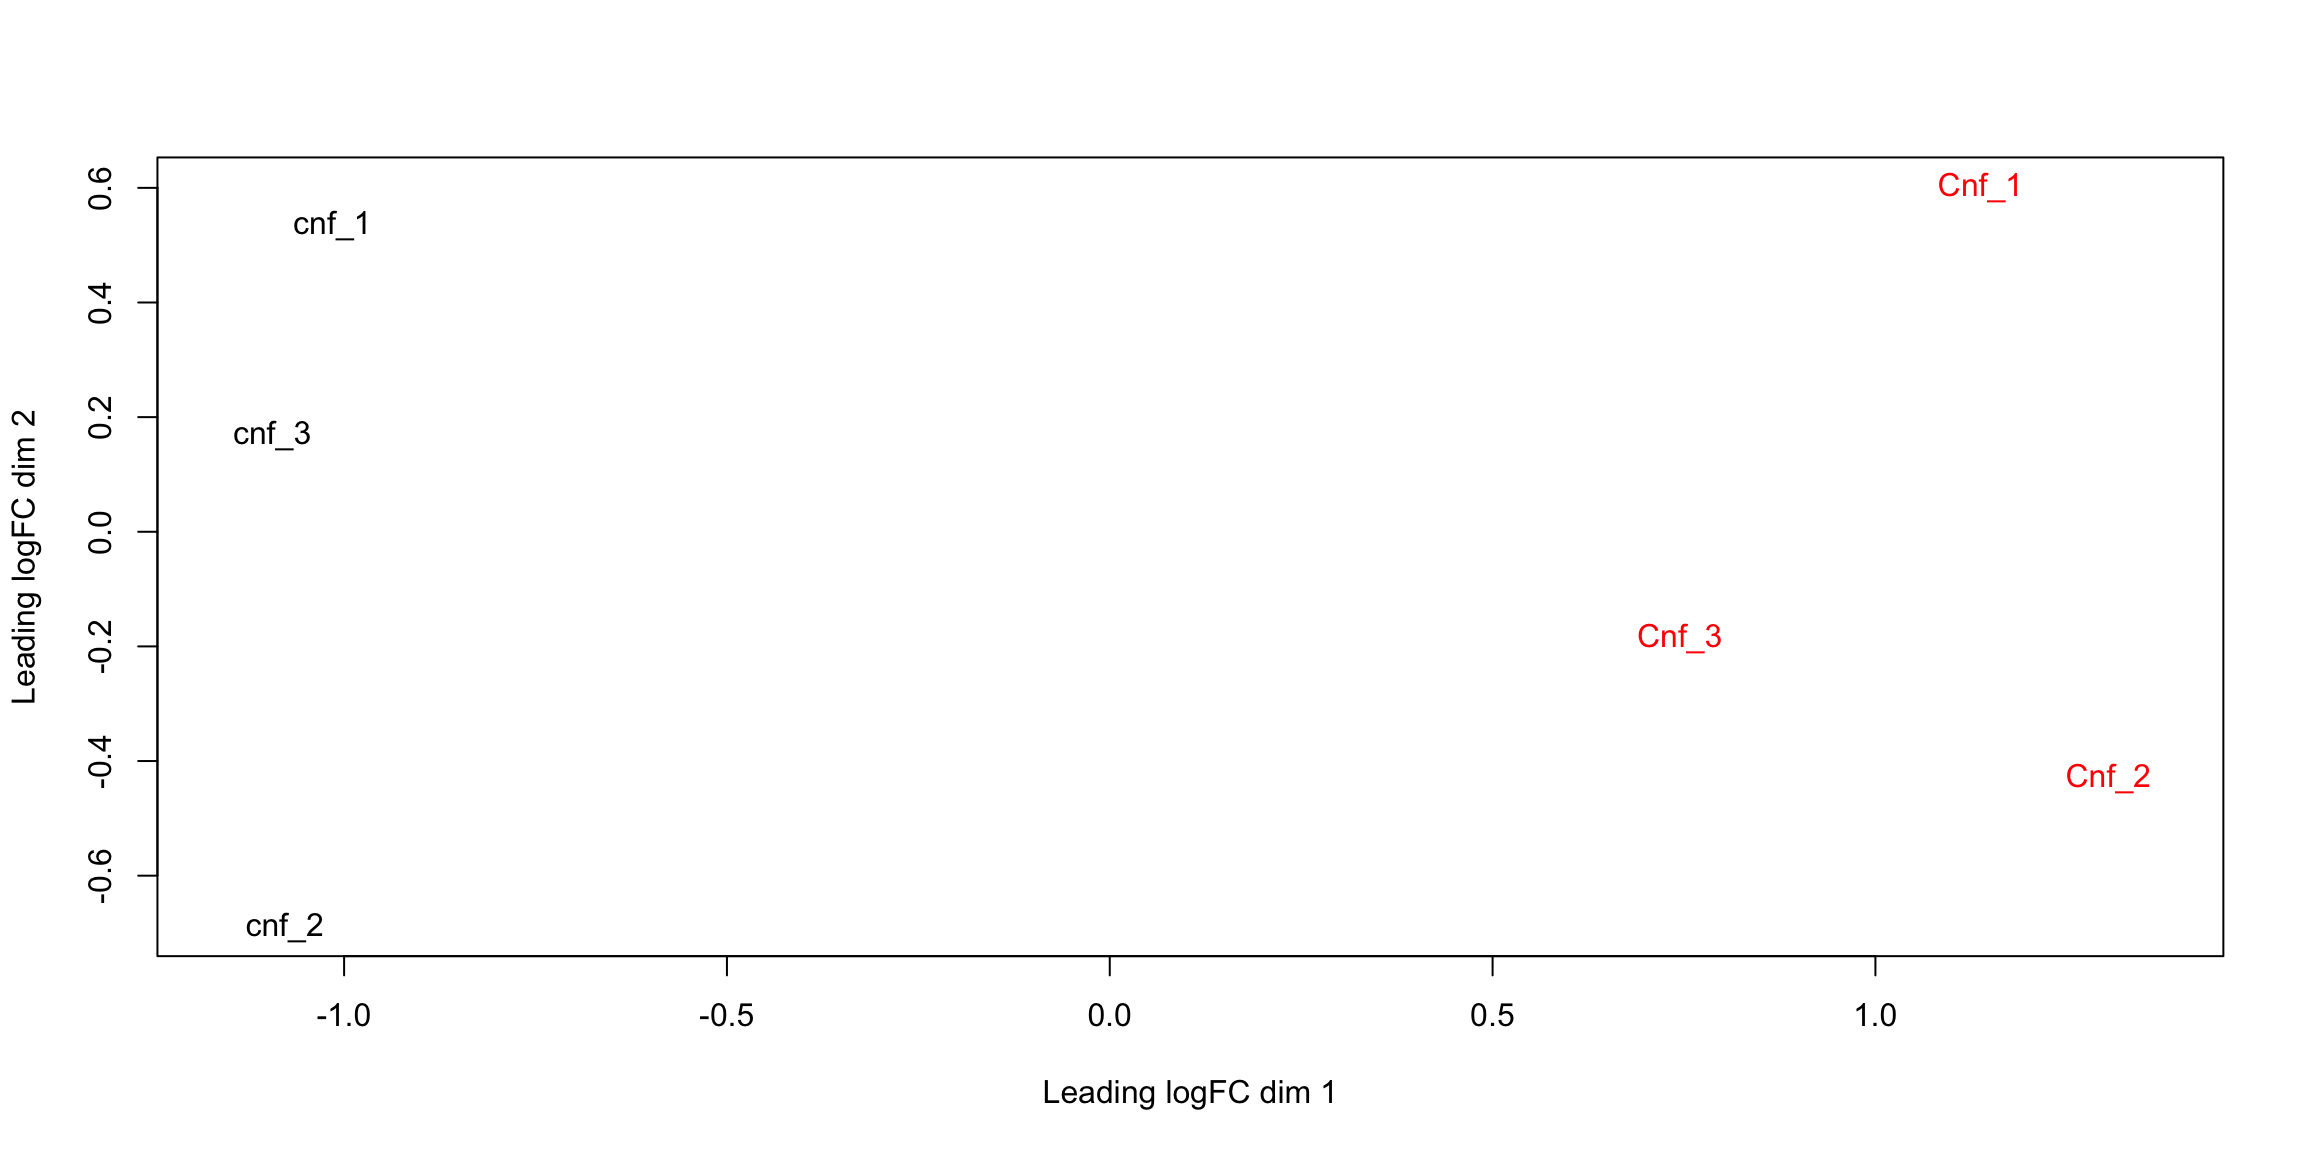 0.6
0.4
0.2
0.0
-0.2
-0.4
-0.6
Leading logFC dim 2
cnf_1
Cnf_1
cnf_3
Cnf_3
Cnf_2
cnf_2
-1.0 -0.5 0.0 0.5 1.0
Leading logFC dim 1